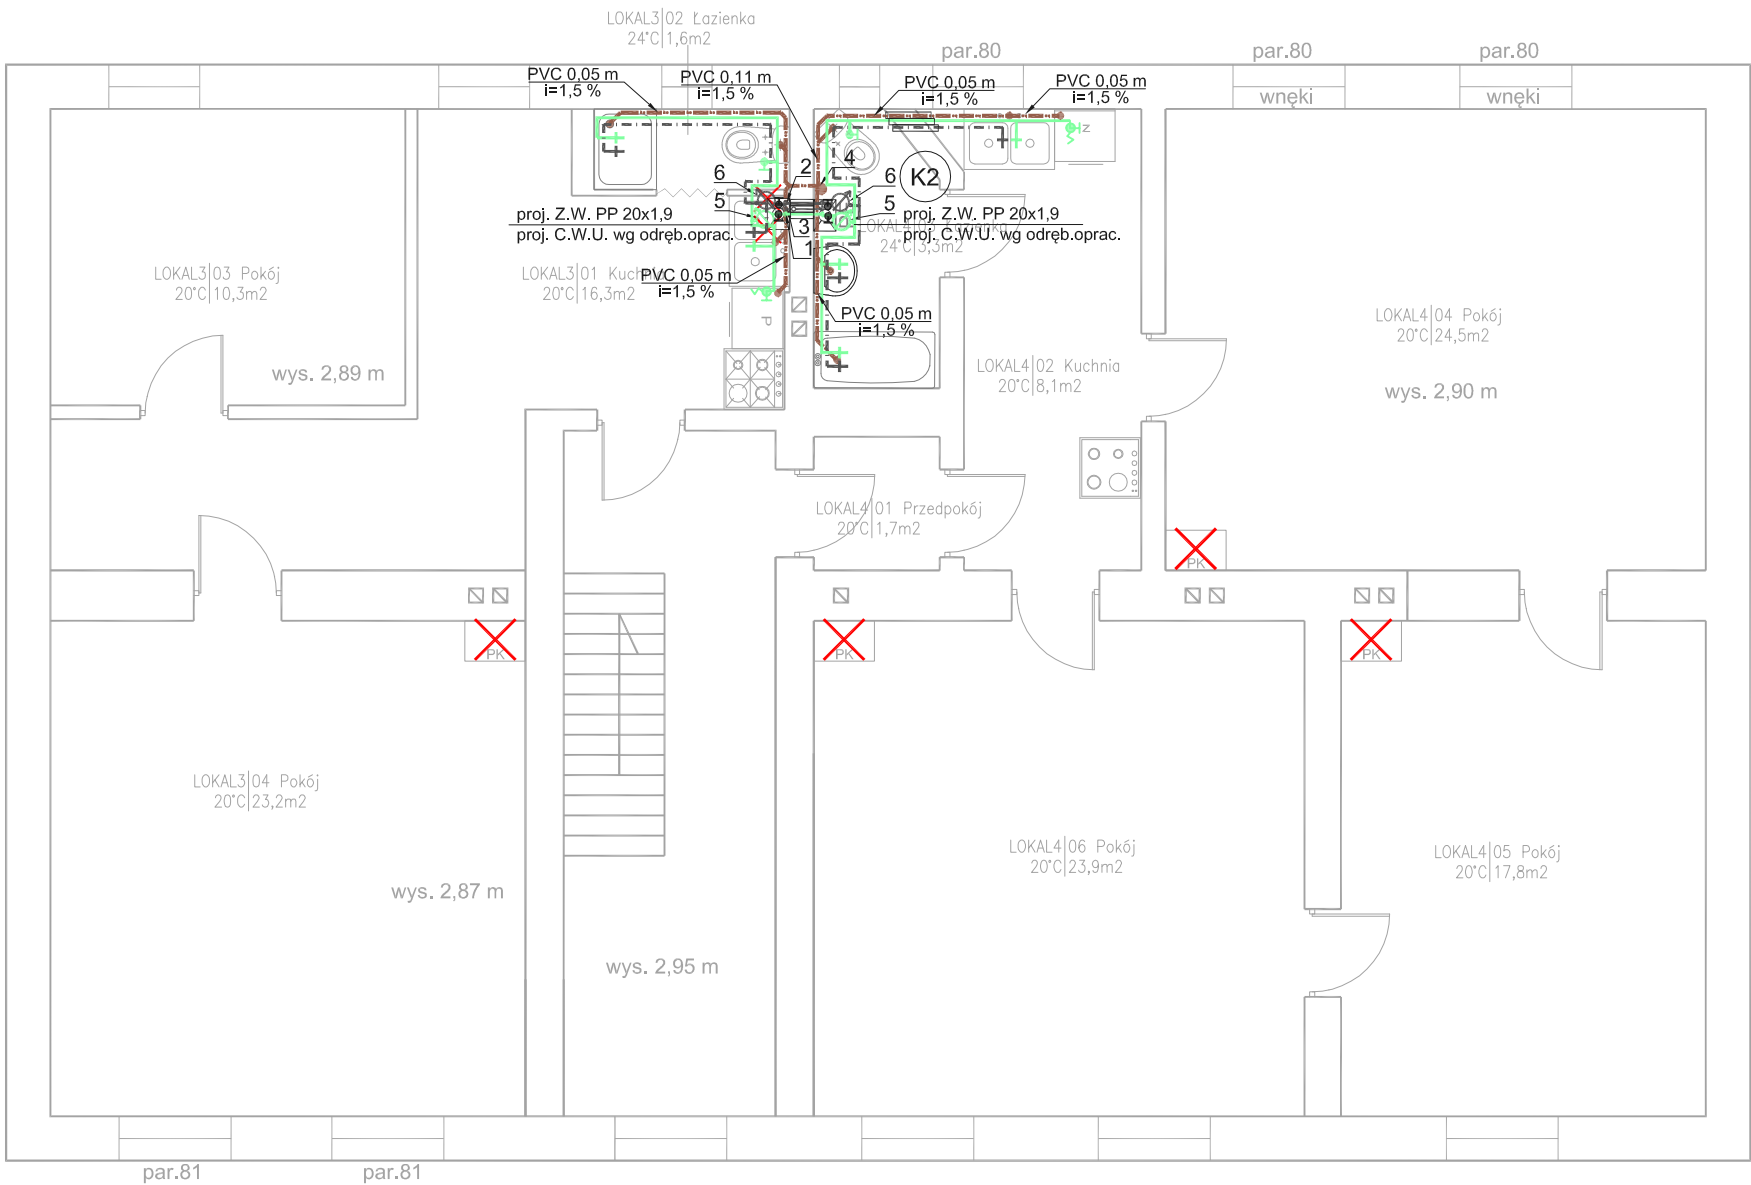 LOKAL3 02 Łazienka
24°C 1,6m2
par.80
par.80
par.80
PVC 0,05 m
i=1,5 %
PVC 0,11 m
i=1,5 %
PVC 0,05 m
i=1,5 %
PVC 0,05 m
i=1,5 %
wnęki
wnęki
Z
2
4
K2
6
6
5
5
proj. Z.W. PP 20x1,9
proj. C.W.U. wg odręb.oprac.
proj. Z.W. PP 20x1,9
proj. C.W.U. wg odręb.oprac.
3
1
LOKAL4 03 Łazienka
24°C 3,3m2
LOKAL3 03 Pokój
20°C 10,3m2
LOKAL3 01 Kuchnia
20°C 16,3m2
PVC 0,05 m
i=1,5 %
PVC 0,05 m
i=1,5 %
P
LOKAL4 04 Pokój
20°C 24,5m2
wys. 2,89 m
LOKAL4 02 Kuchnia
20°C 8,1m2
wys. 2,90 m
LOKAL4 01 Przedpokój
20°C 1,7m2
PK
PK
PK
PK
LOKAL3 04 Pokój
20°C 23,2m2
wys. 2,87 m
LOKAL4 06 Pokój
20°C 23,9m2
LOKAL4 05 Pokój
20°C 17,8m2
wys. 2,95 m
par.81
par.81